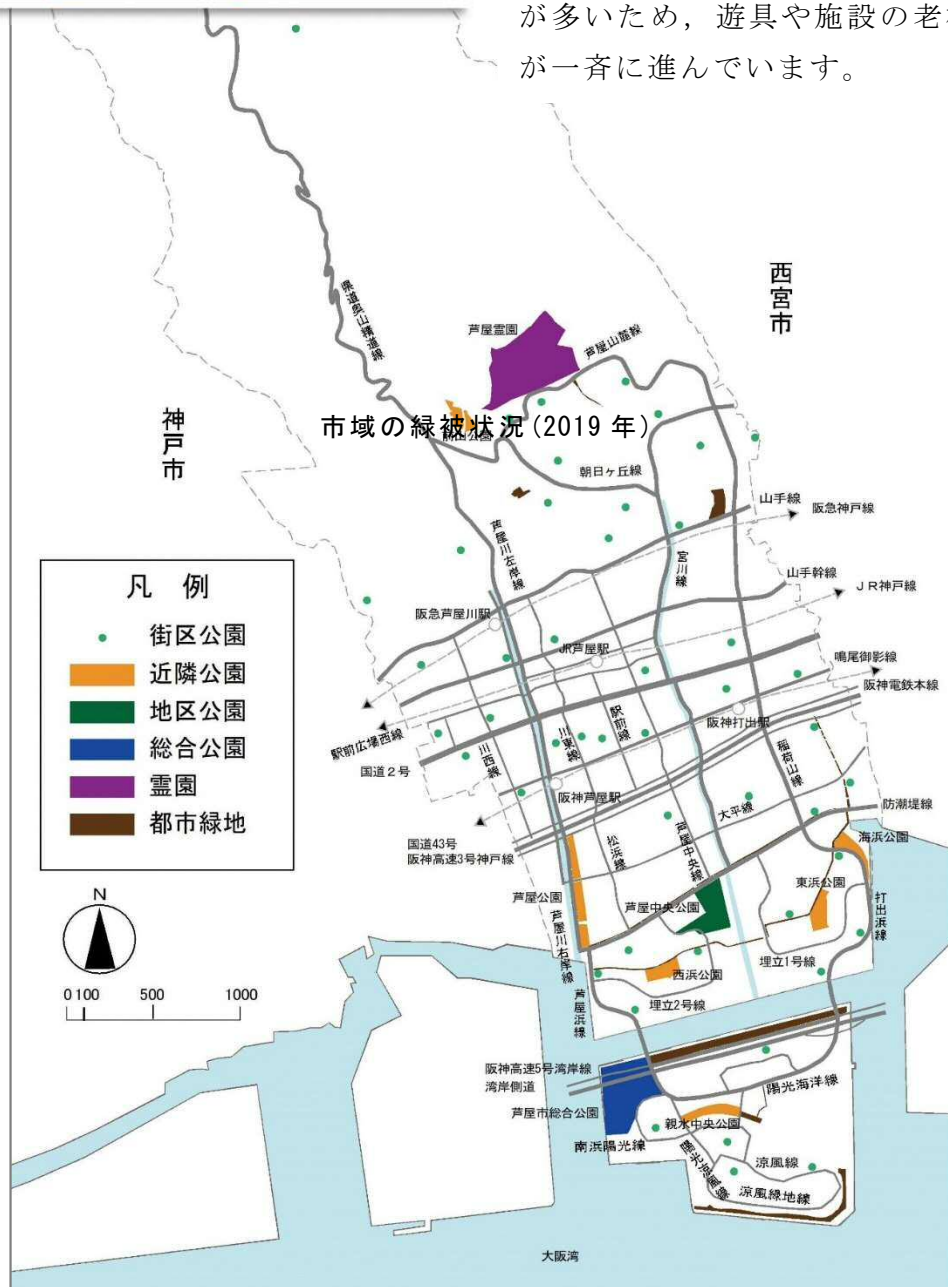 が多いため，遊具や施設の老
が一斉に進んでいます。
西宮市
県道奥山精道線
芦屋霊園
芦屋山麓線
神戸市
市域の緑被状況(2019年)
朝日ヶ丘線
山手線
阪急神戸線
芦屋川左岸線
宮川線
山手幹線
ＪＲ神戸線
凡 例
街区公園
近隣公園
地区公園
総合公園
霊園
都市緑地
阪急芦屋川駅
JR芦屋駅
鳴尾御影線
阪神電鉄本線
駅前線
阪神打出駅
駅前広場西線
川東線
川西線
国道２号
稲荷山線
阪神芦屋駅
大平線
防潮堤線
国道43号
阪神高速3号神戸線
松浜線
芦屋中央線
海浜公園
東浜公園
芦屋公園
芦屋中央公園
打出浜線
芦屋川右岸線
西浜公園
埋立1号線
N
0 100 500 1000
芦屋浜線
埋立2号線
阪神高速5号湾岸線
湾岸側道
陽光海洋線
芦屋市総合公園
親水中央公園
南浜陽光線
陽光涼風線
涼風線
涼風緑地線
大阪湾